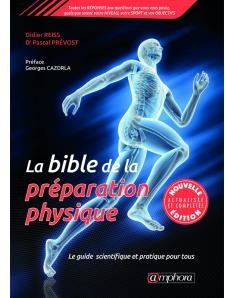 Toutes les RÉPONSES aux questions que vous vous posez,
quels que soient votre NIVEAU, votre SPORT et vos OBJECTIFS
Didier REISS
Dr Pascal PRÉVOST
Préface
Georges CAZORLA
La bible de la
préparation
physique
NOUVELLE
ACTUALISÉE
ET COMPLÉTÉE
ÉDITION
Le guide scientifique et pratique pour tous
amphora